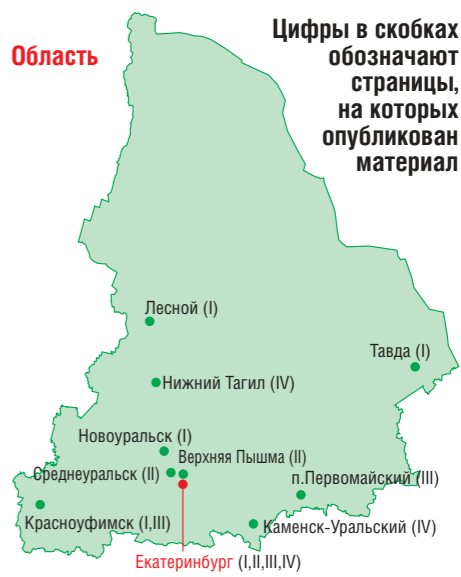 Область
Цифры в скобках
обозначают
страницы,
на которых
опубликован
материал
Лесной (I)
Тавда (I)
Нижний Тагил (IV)
Новоуральск (I)
Верхняя Пышма (II)
Среднеуральск (II)
п.Первомайский (III)
Красноуфимск (I,III)
Каменск-Уральский (IV)
Екатеринбург (I,II,III,IV)